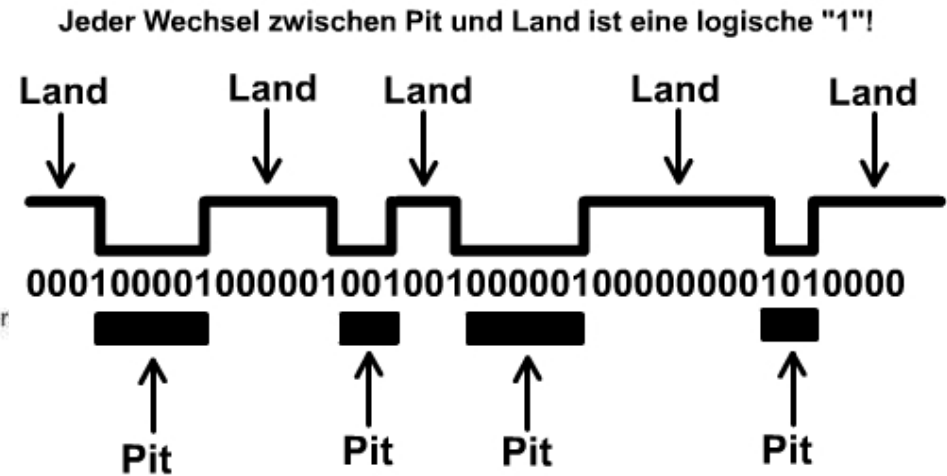 Jeder Wechsel zwischen Pit und Land ist eine logische "1"!
Land Land Land Land Land
0001000010000010010010000010000000001010000
r
Pit Pit Pit Pit